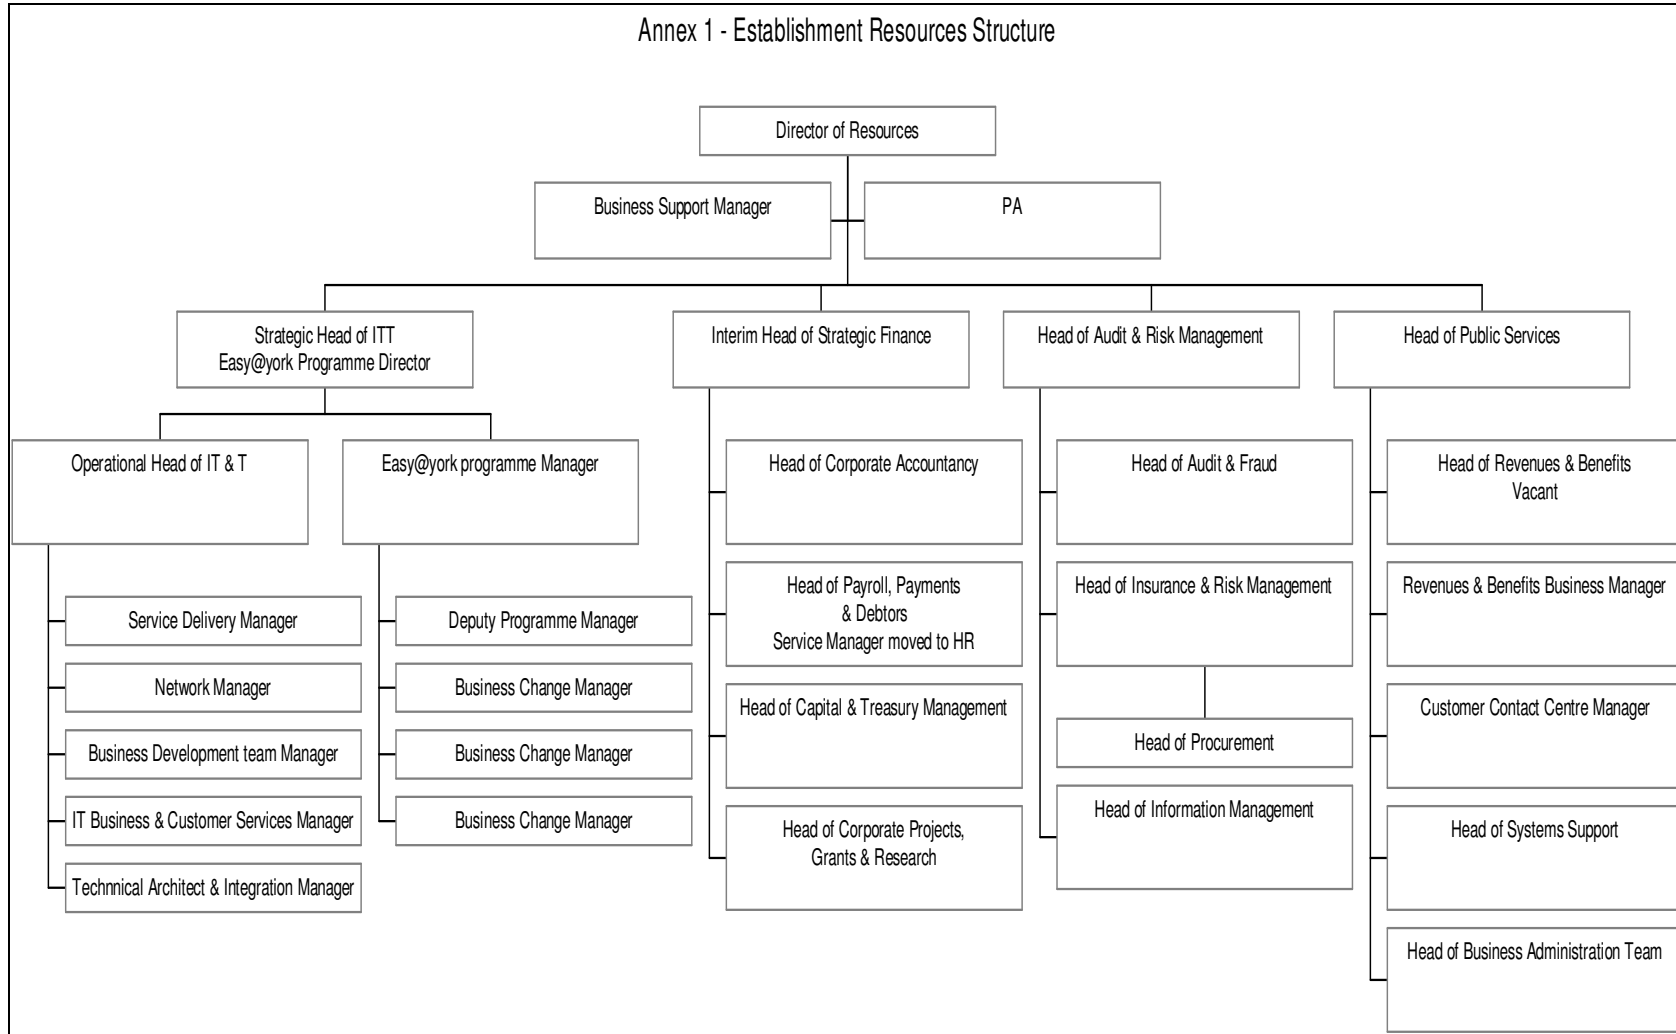 Annex 1 - Establishment Resources Structure
Director of Resources
Business Support Manager
PA
Strategic Head of ITT
Easy@york Programme Director
Interim Head of Strategic Finance
Head of Audit & Risk Management
Head of Public Services
Operational Head of IT & T
Easy@york programme Manager
Service Delivery Manager
Network Manager
Business Development team Manager
IT Business & Customer Services Manager
Technnical Architect & Integration Manager
Deputy Programme Manager
Business Change Manager
Business Change Manager
Business Change Manager
Head of Corporate Accountancy
Head of Payroll, Payments
& Debtors
Service Manager moved to HR
Head of Capital & Treasury Management
Head of Corporate Projects,
Grants & Research
Head of Audit & Fraud
Head of Insurance & Risk Management
Head of Procurement
Head of Information Management
Head of Revenues & Benefits
Vacant
Revenues & Benefits Business Manager
Customer Contact Centre Manager
Head of Systems Support
Head of Business Administration Team